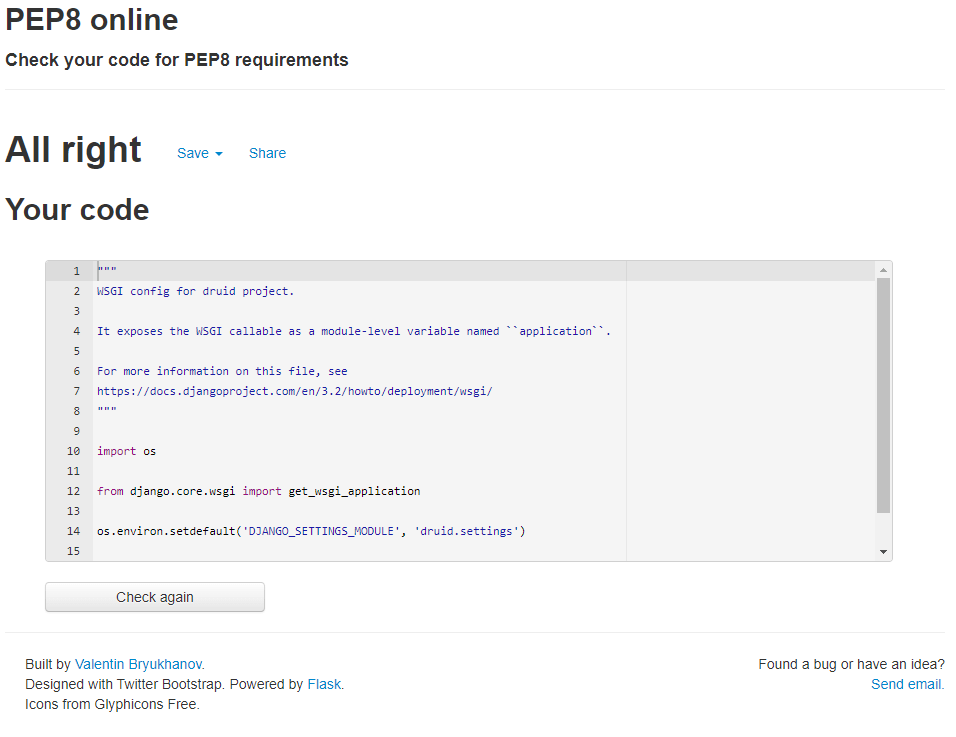 PEP8 online
Check your code for PEP8 requirements
All right Save Share
Your code
1 """
2 WSGI config for druid project.
3
4 It exposes the WSGI callable as a module-level variable named ``application``.
5
6 For more information on this file, see
7 https://docs.djangoproject.com/en/3.2/howto/deployment/wsgi/
8 """
9
10 import os
11
12 from django.core.wsgi import get_wsgi_application
13
14 os.environ.setdefault('DJANGO_SETTINGS_MODULE', 'druid.settings')
15
Check again
Built by Valentin Bryukhanov. Found a bug or have an idea?
Designed with Twitter Bootstrap. Powered by Flask. Send email.
Icons from Glyphicons Free.